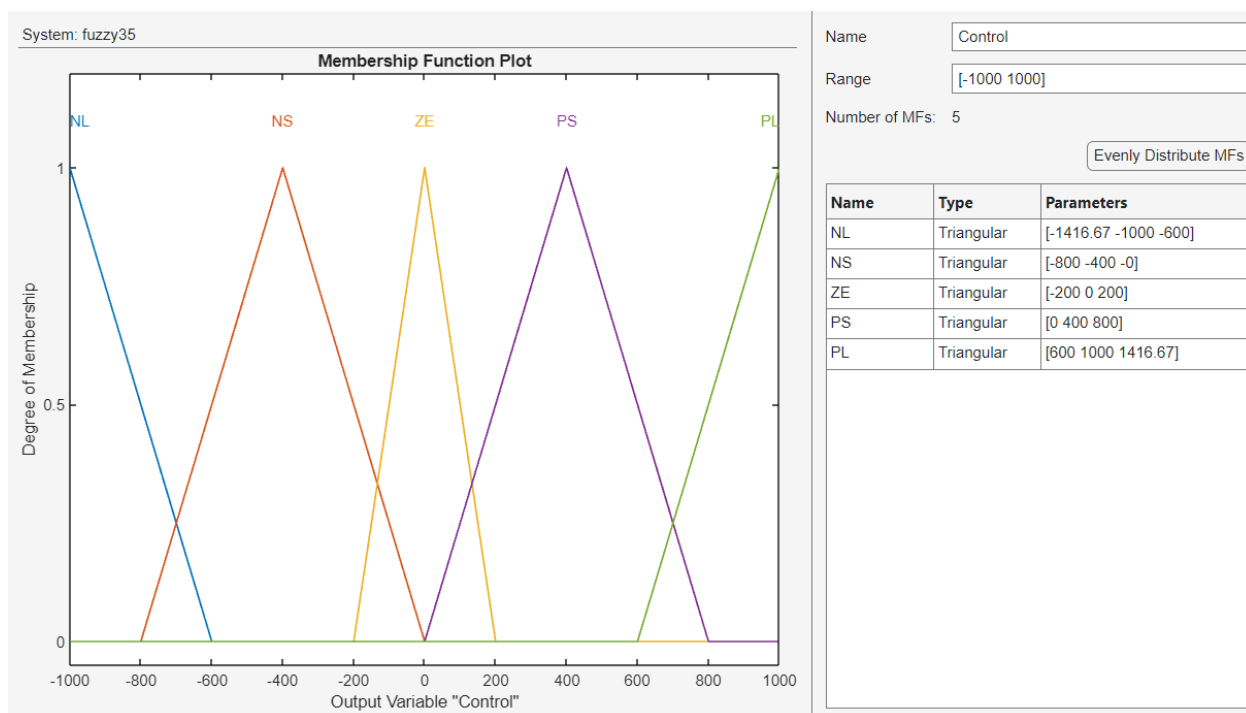 System: fuzzy35
Membership Function Plot
NL NS ZE PS PL
1
0.5
0
Degree of Membership
-1000 -800 -600 -400 -200 0 200 400 600 800 1000
Output Variable "Control"
Name Control
Range [-1000 1000]
Number of MFs: 5
Evenly Distribute MFs
Name Type Parameters
NL Triangular [-1416.67 -1000 -600]
NS Triangular [-800 -400 -0]
ZE Triangular [-200 0 200]
PS Triangular [0 400 800]
PL Triangular [600 1000 1416.67]